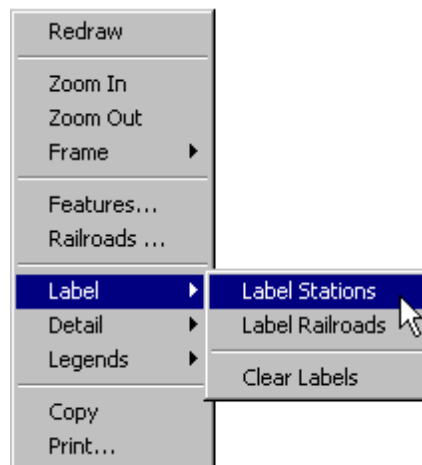 Redraw
Zoom In
Zoom Out
Frame
Features...
Railroads ...
Label
Label Stations
Detail
Label Railroads
Legends
Clear Labels
Copy
Print...